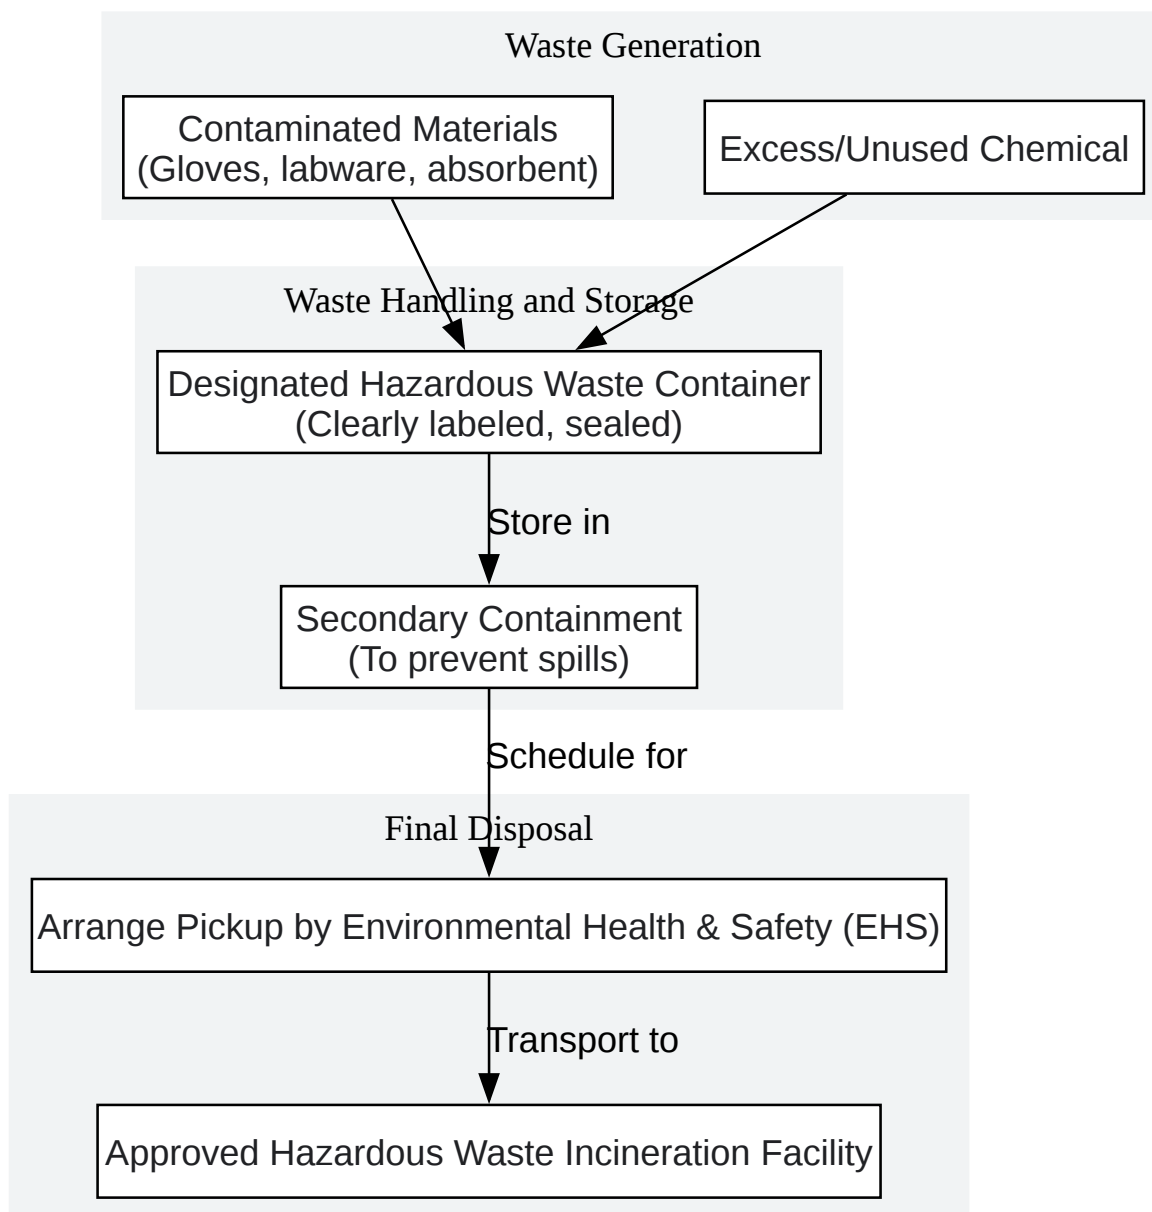 Waste Generation
Contaminated Materials
(Gloves, labware, absorbent)
Excess/Unused Chemical
Waste Handling and Storage
Designated Hazardous Waste Container
(Clearly labeled, sealed)
Store in
Secondary Containment
(To prevent spills)
Schedule for
Final Disposal
Arrange Pickup by Environmental Health & Safety (EHS)
Transport to
Approved Hazardous Waste Incineration Facility